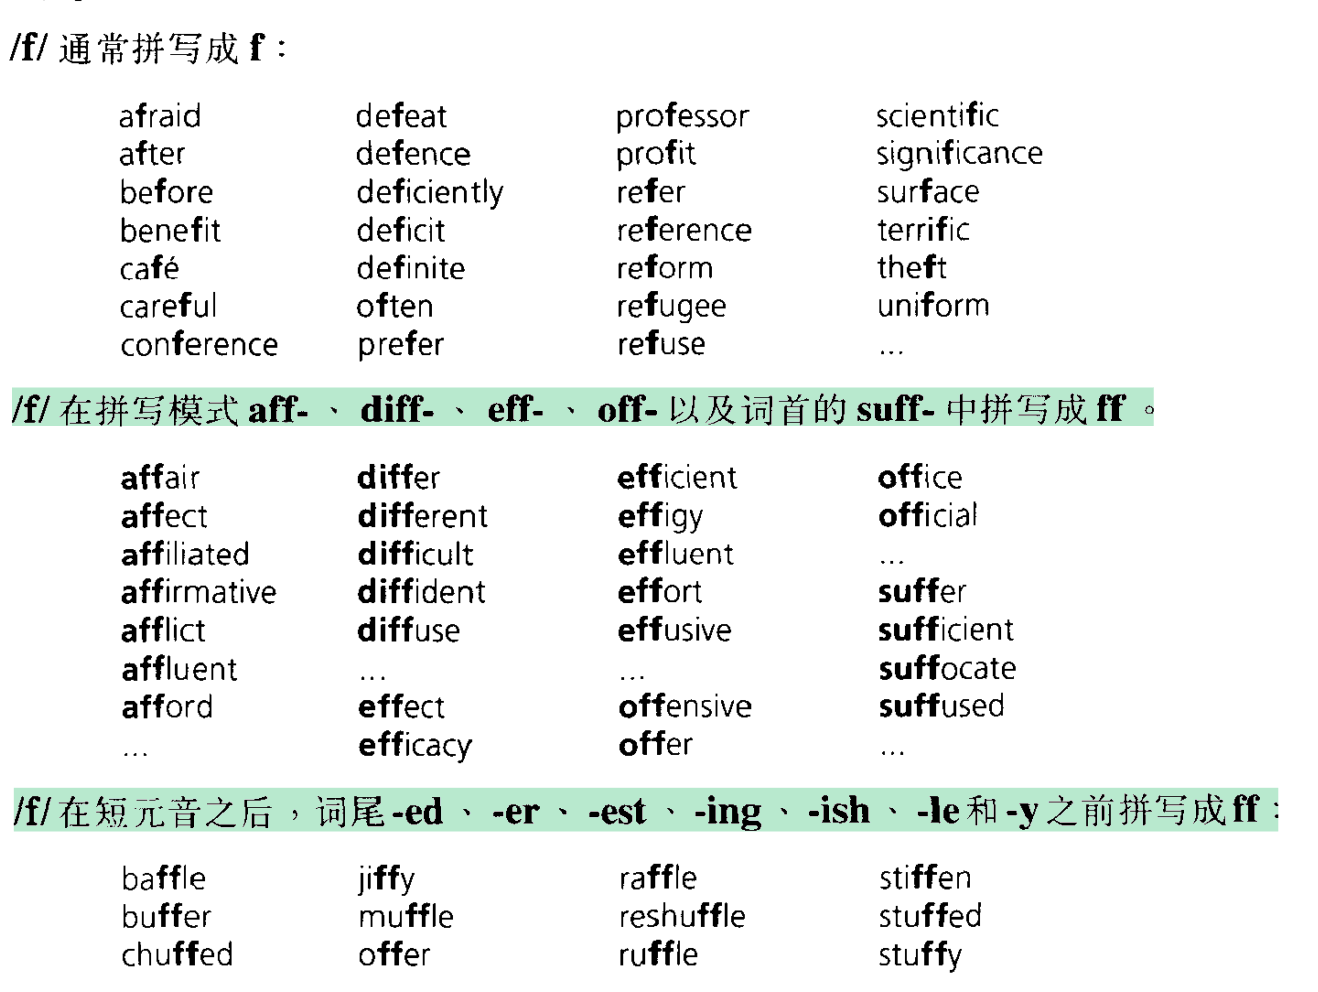 /f/ 通常拼写成 f：
afraid defeat professor scientific
after defence profit significance
before deficiently refer surface
benefit deficit reference terrific
café definite reform theft
careful often refugee uniform
conference prefer refuse ...
/f/ 在拼写模式 aff-、diff-、eff-、off- 以及词首的 suff- 中拼写成 ff。
affair differ efficient office
affect different effigy official
affiliated difficult effluent ...
affirmative diffident effort suffer
afflict diffuse effusive sufficient
affluent ... ... suffocate
afford effect offensive suffused
... efficacy offer ...
/f/ 在短元音之后，词尾 -ed、-er、-est、-ing、-ish、-le 和 -y 之前拼写成 ff：
baffle jiffy raffle stiffen
buffer muffle reshuffle stuffed
chuffed offer ruffle stuffy